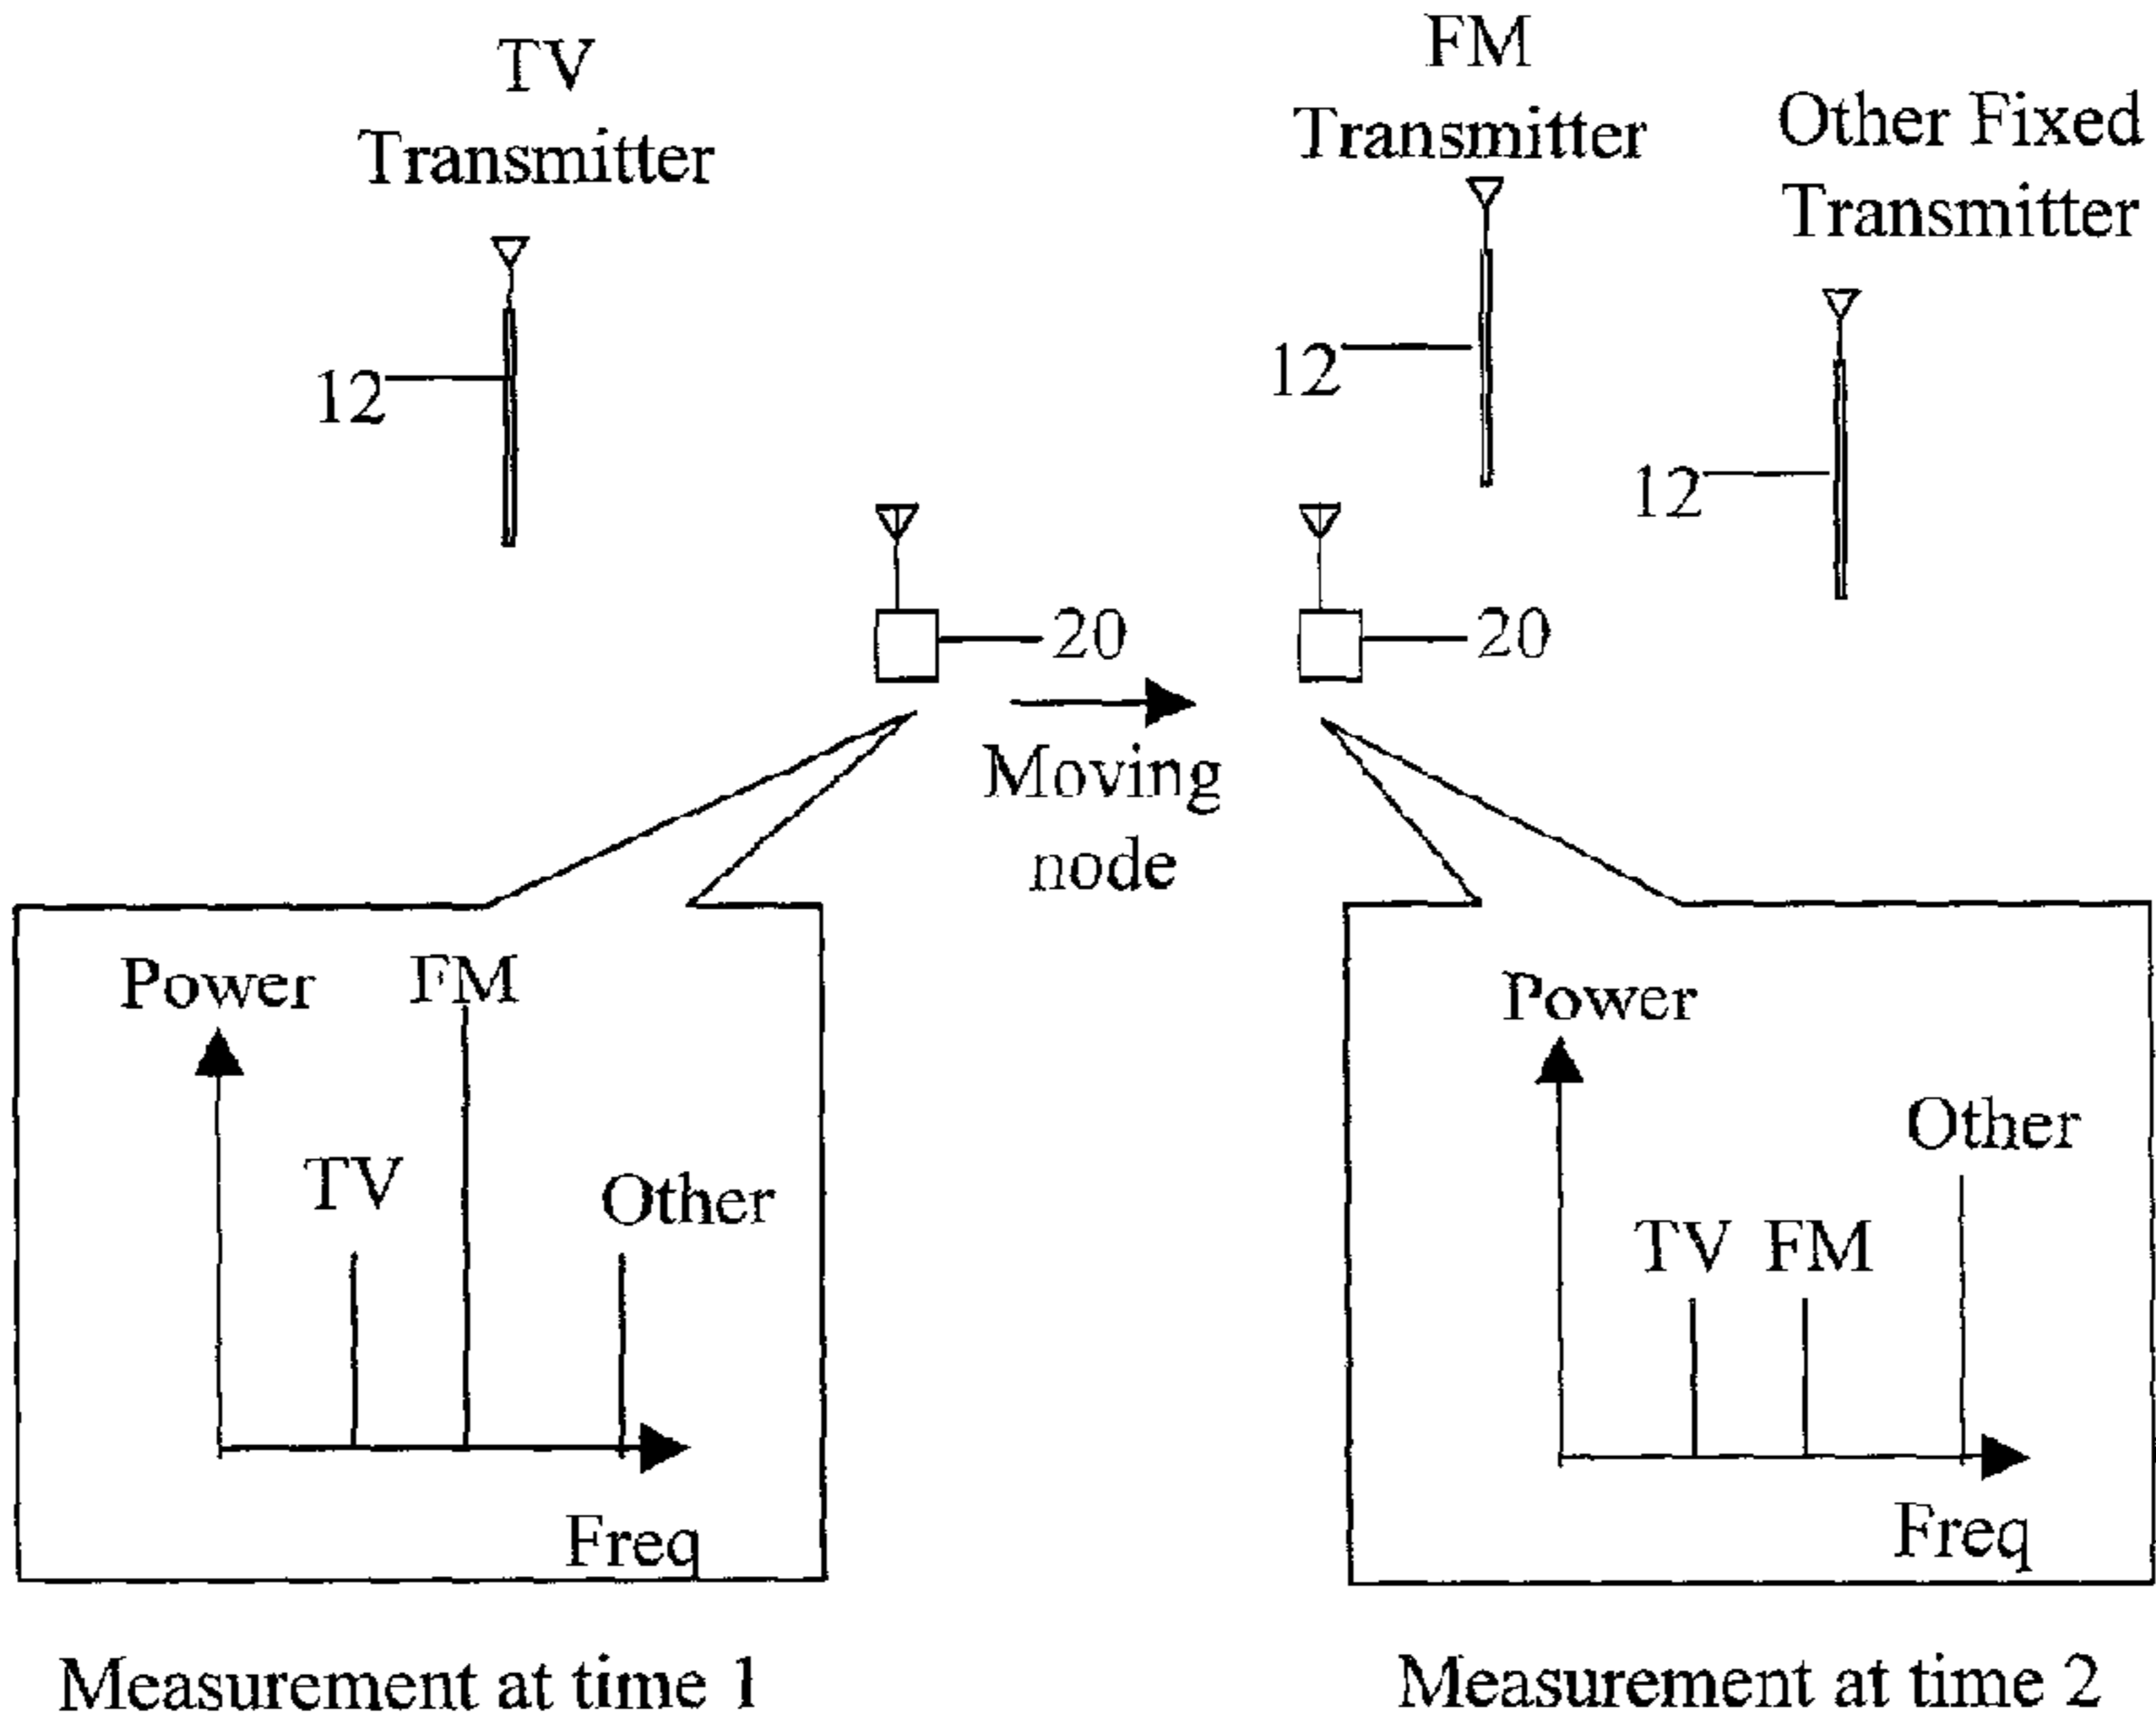 TV
Transmitter
FM
Transmitter
Other Fixed
Transmitter
12
12
12
20
20
Moving
node
Power
FM
TV
Other
Freq
Power
Other
TV FM
Freq
Measurement at time 1
Measurement at time 2